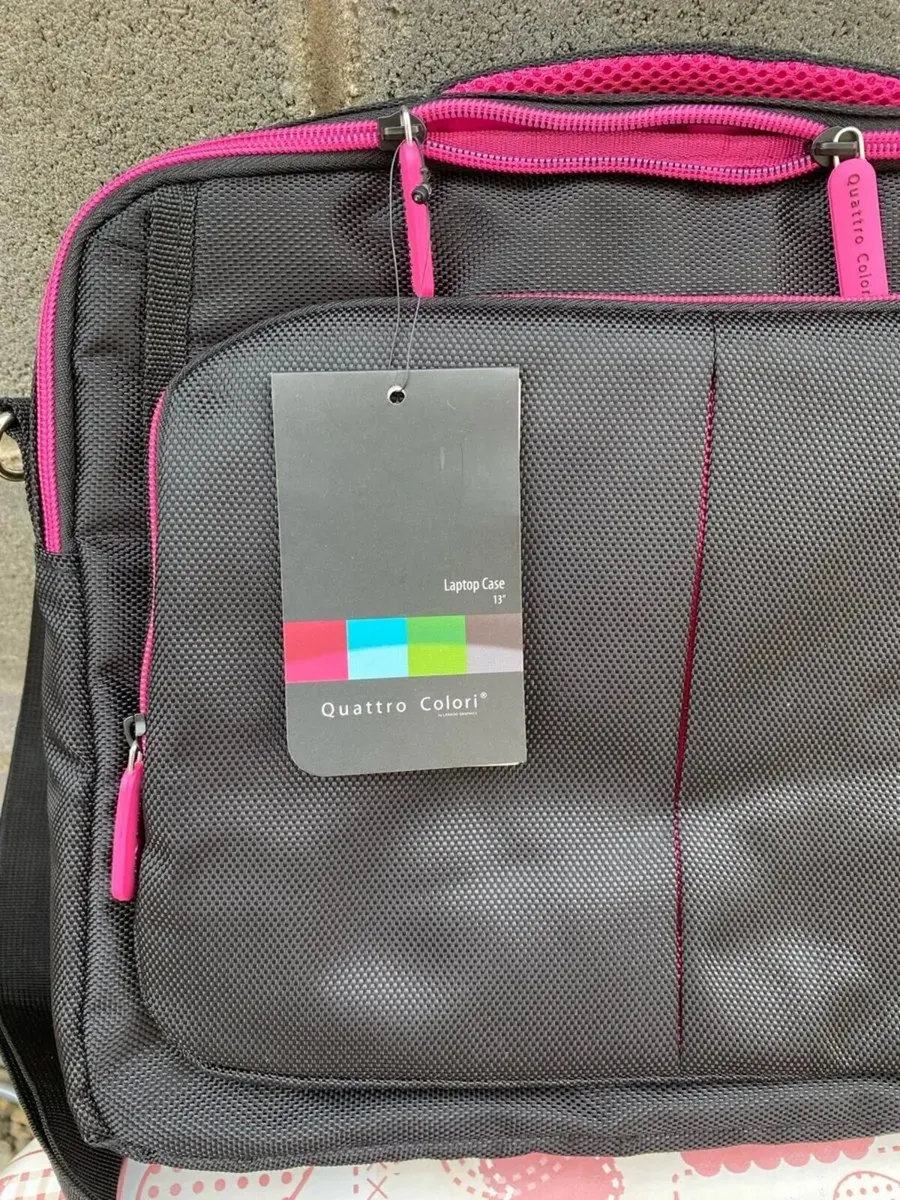 Quattro Colori
Laptop Case
13"
Quattro Colori®